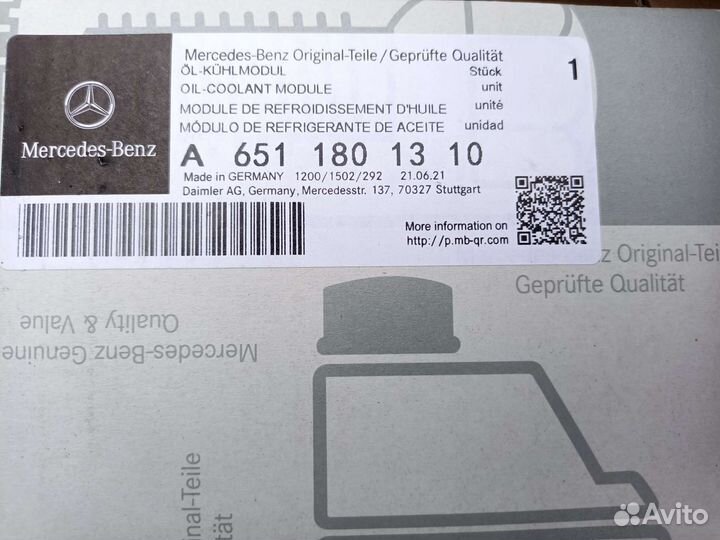 Mercedes-Benz
Mercedes-Benz Original-Teile/Geprüfte Qualität
ÖL-KÜHLMODUL Stück 1
OIL-COOLANT MODULE unit
MODULE DE REFROIDISSEMENT D'HUILE unité
MÓDULO DE REFRIGERANTE DE ACEITE unidad
A 651 180 13 10
Made in GERMANY 1200/1502/292 21.06.21
Daimler AG, Germany, Mercedesstr. 137, 70327 Stuttgart
More information on
http://p.mb-qr.com
z Original-Tei
Geprüfte Qualität
Mercedes-Benz Genuine
Quality & Value
nal-Teile
tät
Avito